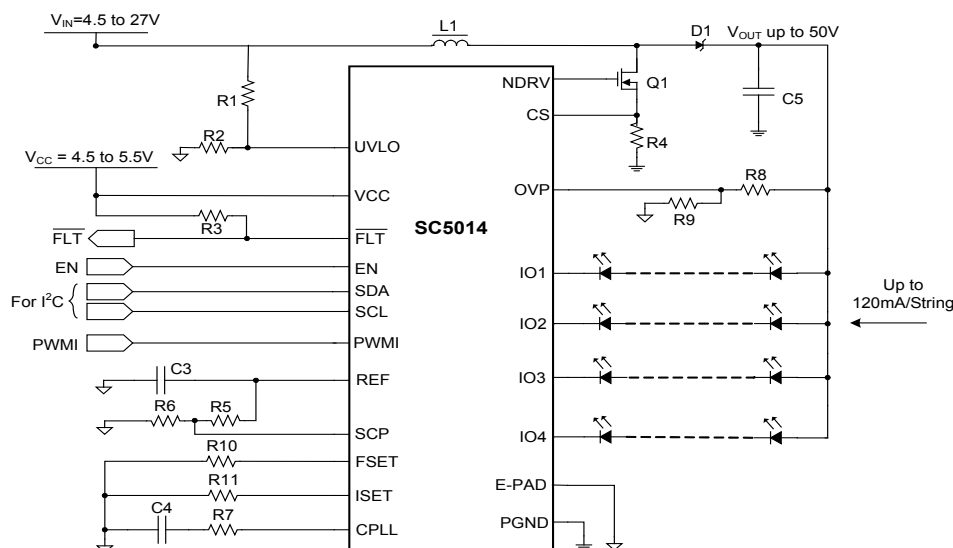 VIN=4.5 to 27V
L1
D1
VOUT up to 50V
NDRV
Q1
R1
C5
CS
R4
R2
UVLO
VCC = 4.5 to 5.5V
R8
VCC
OVP
R9
R3
SC5014
FLT
FLT
EN
EN
IO1
For I²C
SDA
SCL
Up to
120mA/String
IO2
PWMI
PWMI
C3
REF
IO3
R6
R5
SCP
IO4
R10
FSET
R11
ISET
E-PAD
C4
R7
CPLL
PGND